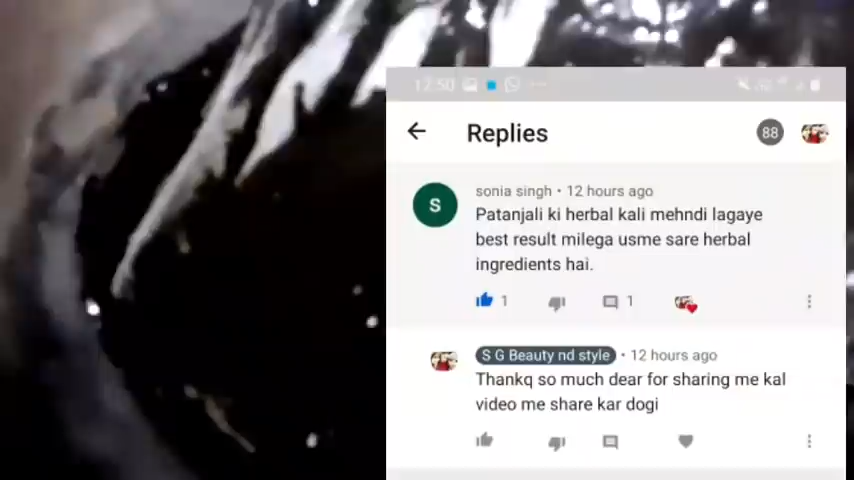 12:50
Replies
88
sonia singh • 12 hours ago
S
Patanjali ki herbal kali mehndi lagaye
best result milega usme sare herbal
ingredients hai.
1
1
S G Beauty nd style • 12 hours ago
Thankq so much dear for sharing me kal
video me share kar dogi